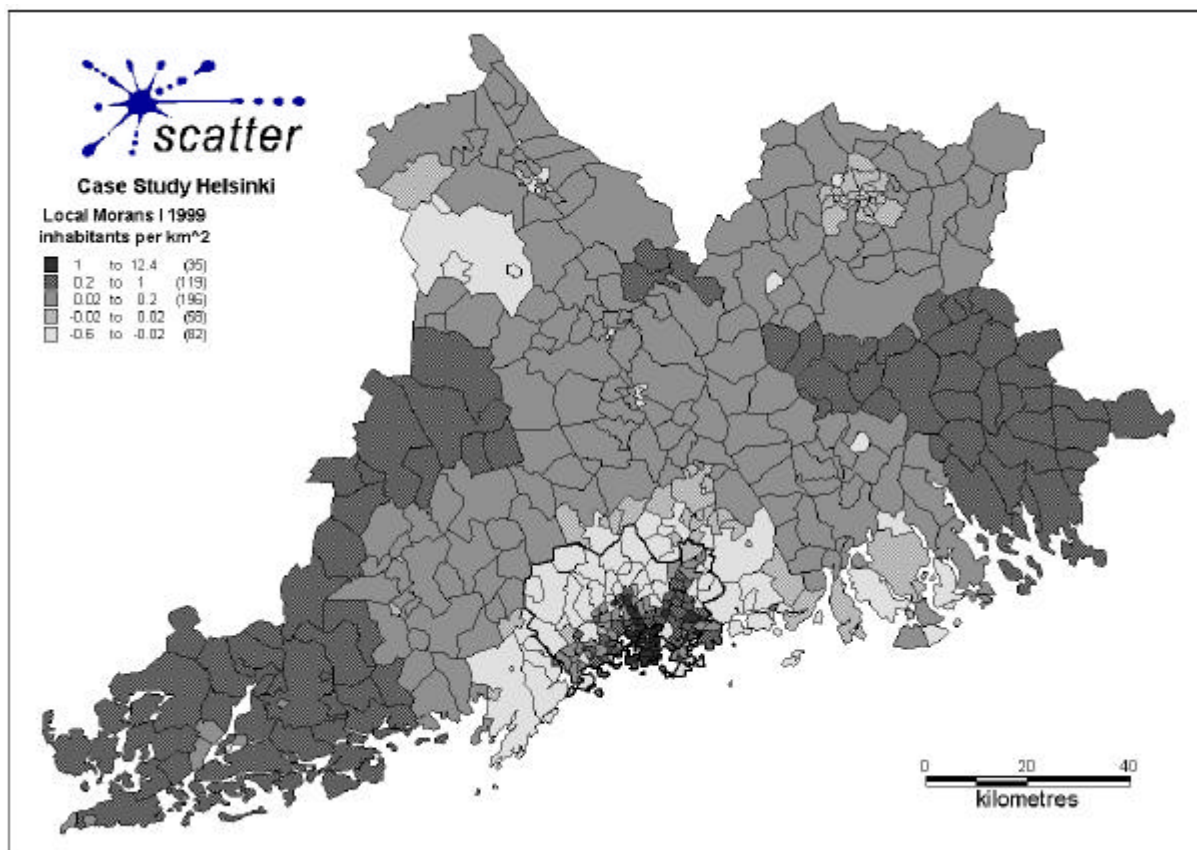 scatter
Case Study Helsinki
Local Morans I 1999
inhabitants per km^2
1 to 12.4 (35)
0.2 to 1 (119)
0.02 to 0.2 (196)
-0.02 to 0.02 (58)
-0.6 to -0.02 (82)
0 20 40
kilometres